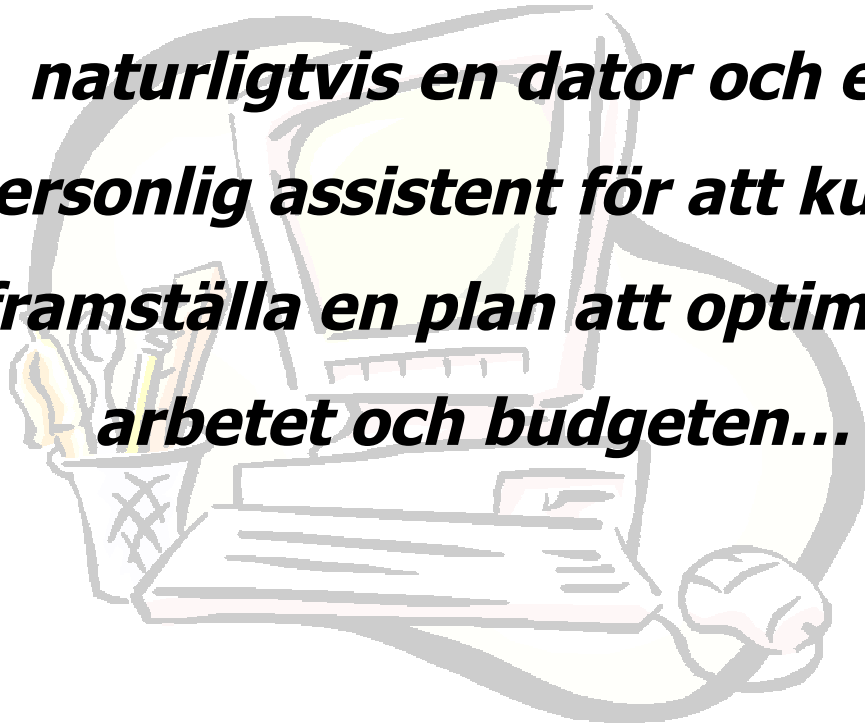 naturligtvis en dator och e
ersonlig assistent för att ku
framställa en plan att optim
arbetet och budgeten...